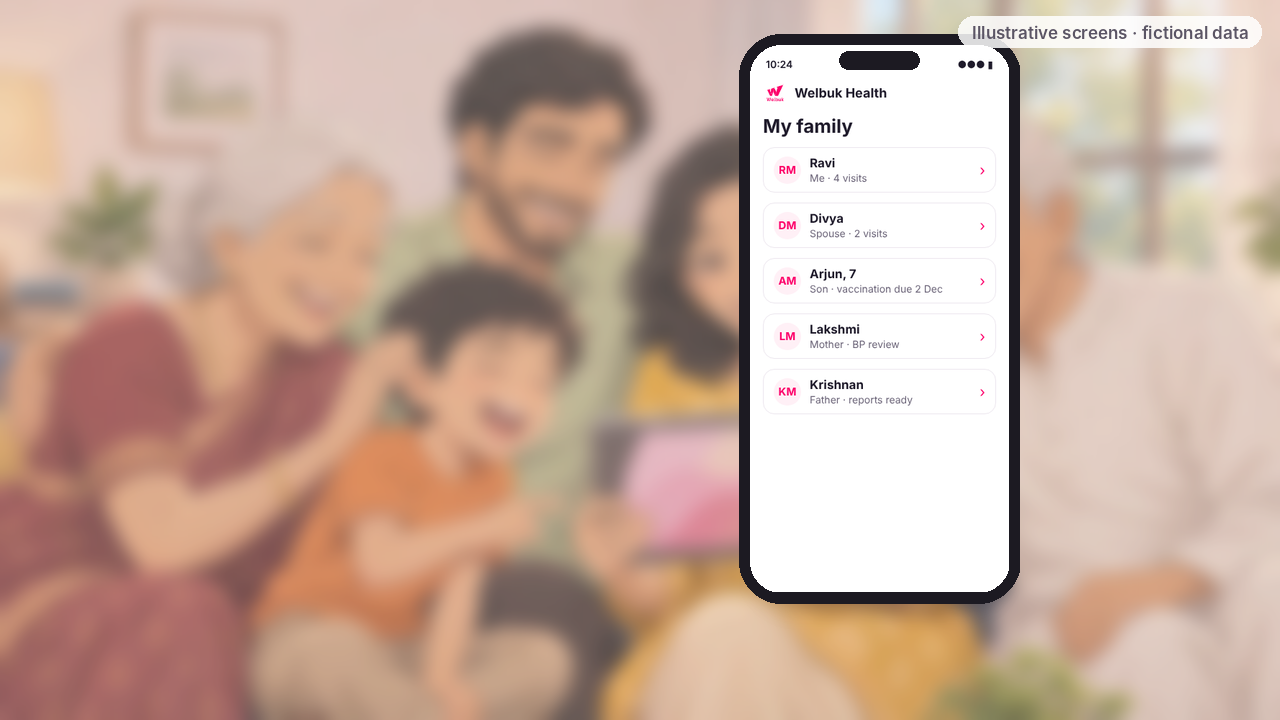 Illustrative screens · fictional data
10:24
Welbuk
Welbuk Health
My family
RM
Ravi
Me · 4 visits
DM
Divya
Spouse · 2 visits
AM
Arjun, 7
Son · vaccination due 2 Dec
LM
Lakshmi
Mother · BP review
KM
Krishnan
Father · reports ready